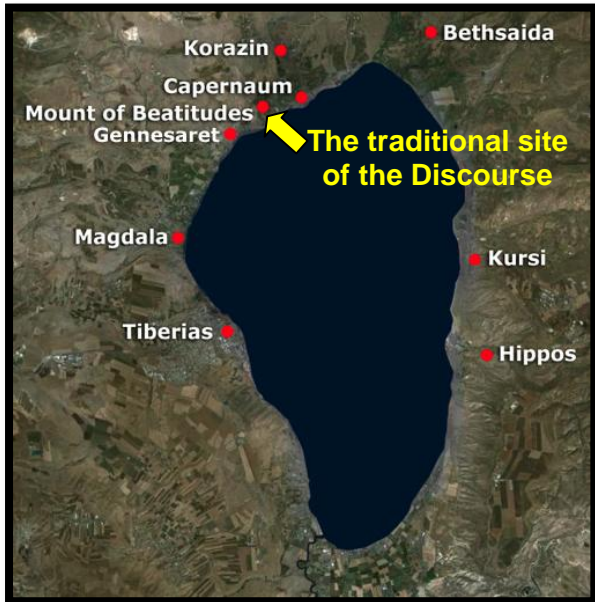 Bethsaida
Korazin
Capernaum
Mount of Beatitudes
Gennesaret
The traditional site
of the Discourse
Magdala
Kursi
Tiberias
Hippos